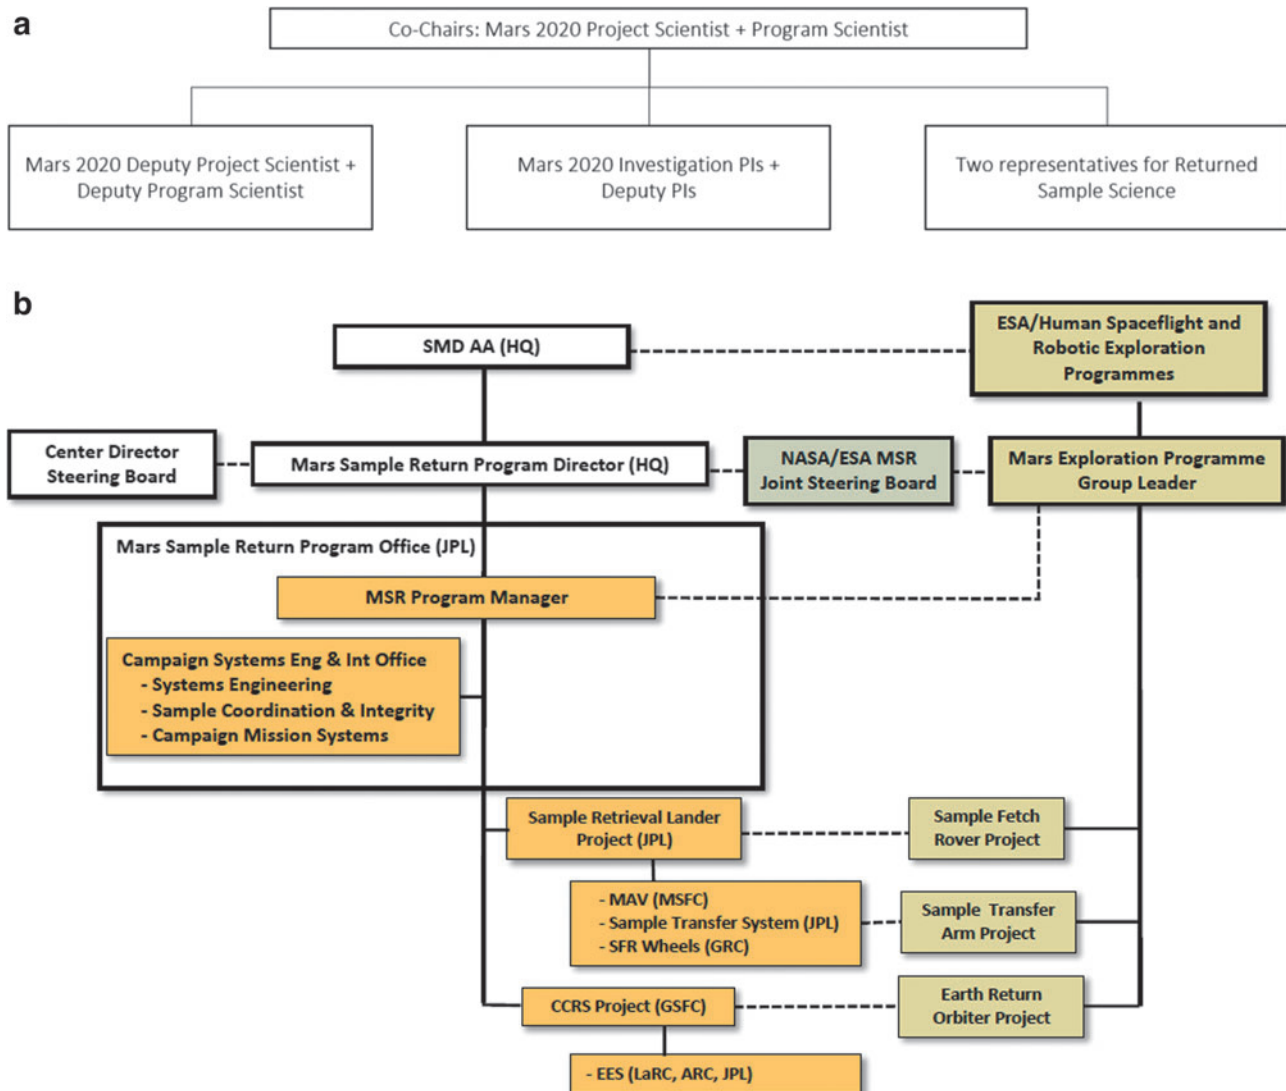 a
Co-Chairs: Mars 2020 Project Scientist + Program Scientist
Mars 2020 Deputy Project Scientist +
Deputy Program Scientist
Mars 2020 Investigation PIs +
Deputy PIs
Two representatives for Returned
Sample Science
b
SMD AA (HQ)
ESA/Human Spaceflight and
Robotic Exploration
Programmes
Center Director
Steering Board
Mars Sample Return Program Director (HQ)
NASA/ESA MSR
Joint Steering Board
Mars Exploration Programme
Group Leader
Mars Sample Return Program Office (JPL)
MSR Program Manager
Campaign Systems Eng & Int Office
- Systems Engineering
- Sample Coordination & Integrity
- Campaign Mission Systems
Sample Retrieval Lander
Project (JPL)
Sample Fetch
Rover Project
- MAV (MSFC)
- Sample Transfer System (JPL)
- SFR Wheels (GRC)
Sample Transfer
Arm Project
CCRS Project (GSFC)
Earth Return
Orbiter Project
- EES (LaRC, ARC, JPL)